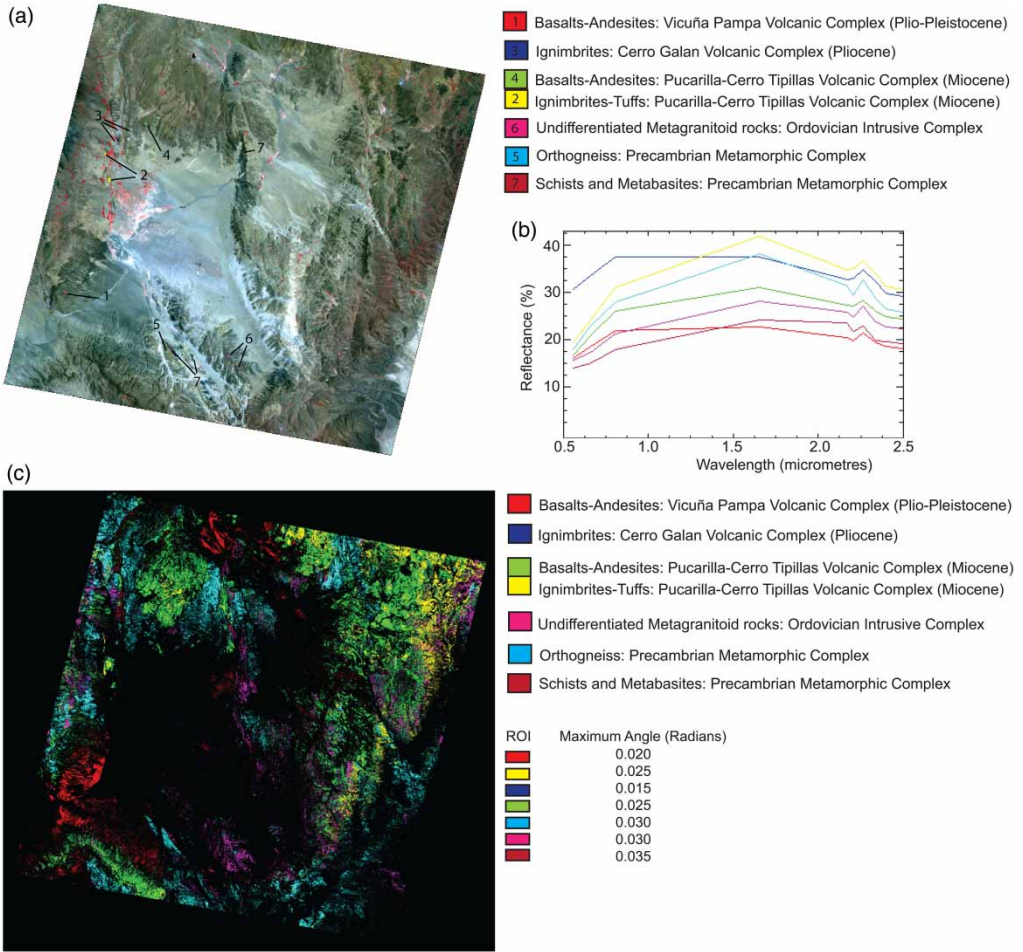 (a)
3
4
7
2
1
5
6
7
1 Basalts-Andesites: Vicuña Pampa Volcanic Complex (Plio-Pleistocene)
3 Ignimbrites: Cerro Galan Volcanic Complex (Pliocene)
4 Basalts-Andesites: Pucarilla-Cerro Tipillas Volcanic Complex (Miocene)
2 Ignimbrites-Tuffs: Pucarilla-Cerro Tipillas Volcanic Complex (Miocene)
6 Undifferentiated Metagranitoid rocks: Ordovician Intrusive Complex
5 Orthogneiss: Precambrian Metamorphic Complex
7 Schists and Metabasites: Precambrian Metamorphic Complex
(b)
40
30
20
10
Reflectance (%)
0.5 1.0 1.5 2.0 2.5
Wavelength (micrometres)
(c)
Basalts-Andesites: Vicuña Pampa Volcanic Complex (Plio-Pleistocene)
Ignimbrites: Cerro Galan Volcanic Complex (Pliocene)
Basalts-Andesites: Pucarilla-Cerro Tipillas Volcanic Complex (Miocene)
Ignimbrites-Tuffs: Pucarilla-Cerro Tipillas Volcanic Complex (Miocene)
Undifferentiated Metagranitoid rocks: Ordovician Intrusive Complex
Orthogneiss: Precambrian Metamorphic Complex
Schists and Metabasites: Precambrian Metamorphic Complex
ROI Maximum Angle (Radians)
0.020
0.025
0.015
0.025
0.030
0.030
0.035